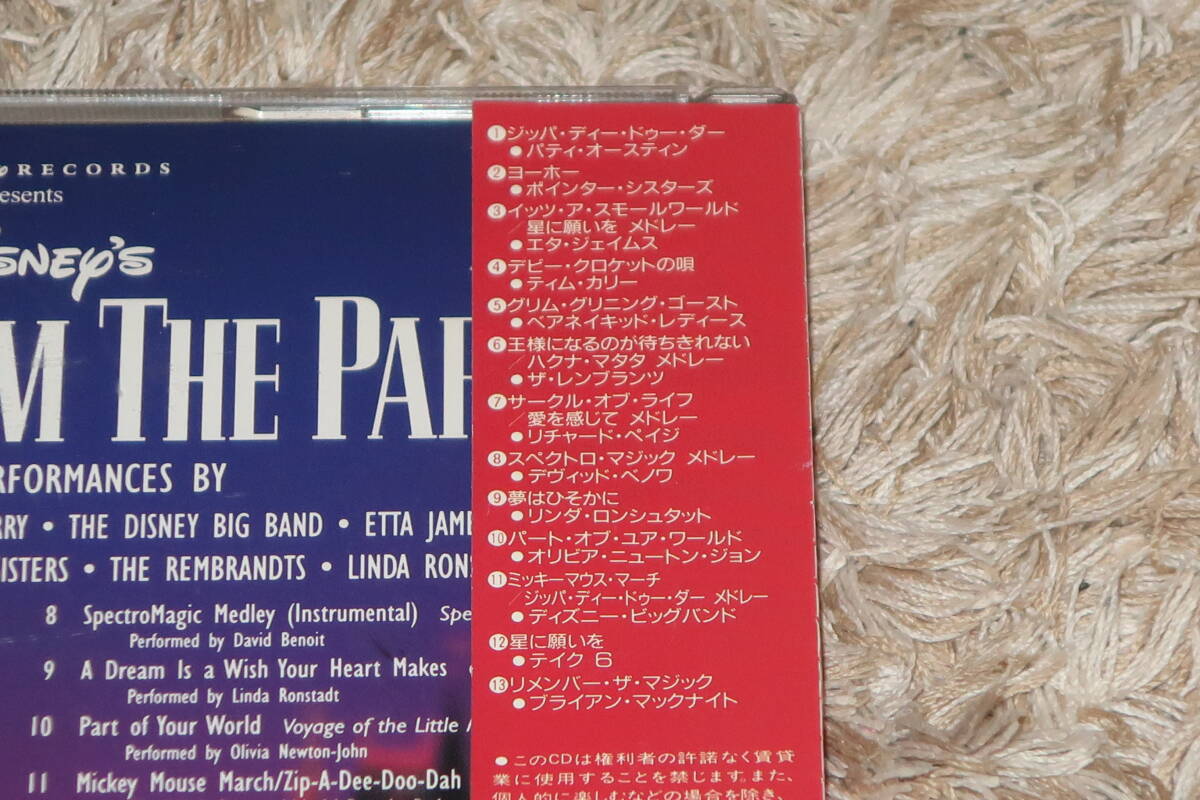 RECORDS
esents
SNEY'S
M THE PAR
RFORMANCES BY
RRY • THE DISNEY BIG BAND • ETTA JAME
ISTERS • THE REMBRANDTS • LINDA RONS
8 SpectroMagic Medley (Instrumental) Spe
Performed by David Benoit
9 A Dream Is a Wish Your Heart Makes
Performed by Linda Ronstadt
10 Part of Your World Voyage of the Little
Performed by Olivia Newton-John
11 Mickey Mouse March/Zip-A-Dee-Doo-Dah
①ジッパ・ディー・ドゥー・ダー
●パティ・オースティン
②ヨーホー
●ポインター・シスターズ
③イッツ・ア・スモールワールド
/星に願いを メドレー
●エタ・ジェイムス
④デビー・クロケットの唄
●ティム・カリー
⑤グリム・グリニング・ゴースト
●ベアネイキッド・レディース
⑥王様になるのが待ちきれない
/ハクナ・マタタ メドレー
●ザ・レンブランツ
⑦サークル・オブ・ライフ
/愛を感じて メドレー
●リチャード・ペイジ
⑧スペクトロ・マジック メドレー
●デヴィッド・ベノワ
⑨夢はひそかに
●リンダ・ロンシュタット
⑩パート・オブ・ユア・ワールド
●オリビア・ニュートン・ジョン
⑪ミッキーマウス・マーチ
/ジッパ・ディー・ドゥー・ダー メドレー
●ディズニー・ビッグバンド
⑫星に願いを
●テイク 6
⑬リメンバー・ザ・マジック
●ブライアン・マックナイト
●このCDは権利者の許諾なく賃貸
業に使用することを禁じます。また、
個人的に楽しむなどの場合を除き、